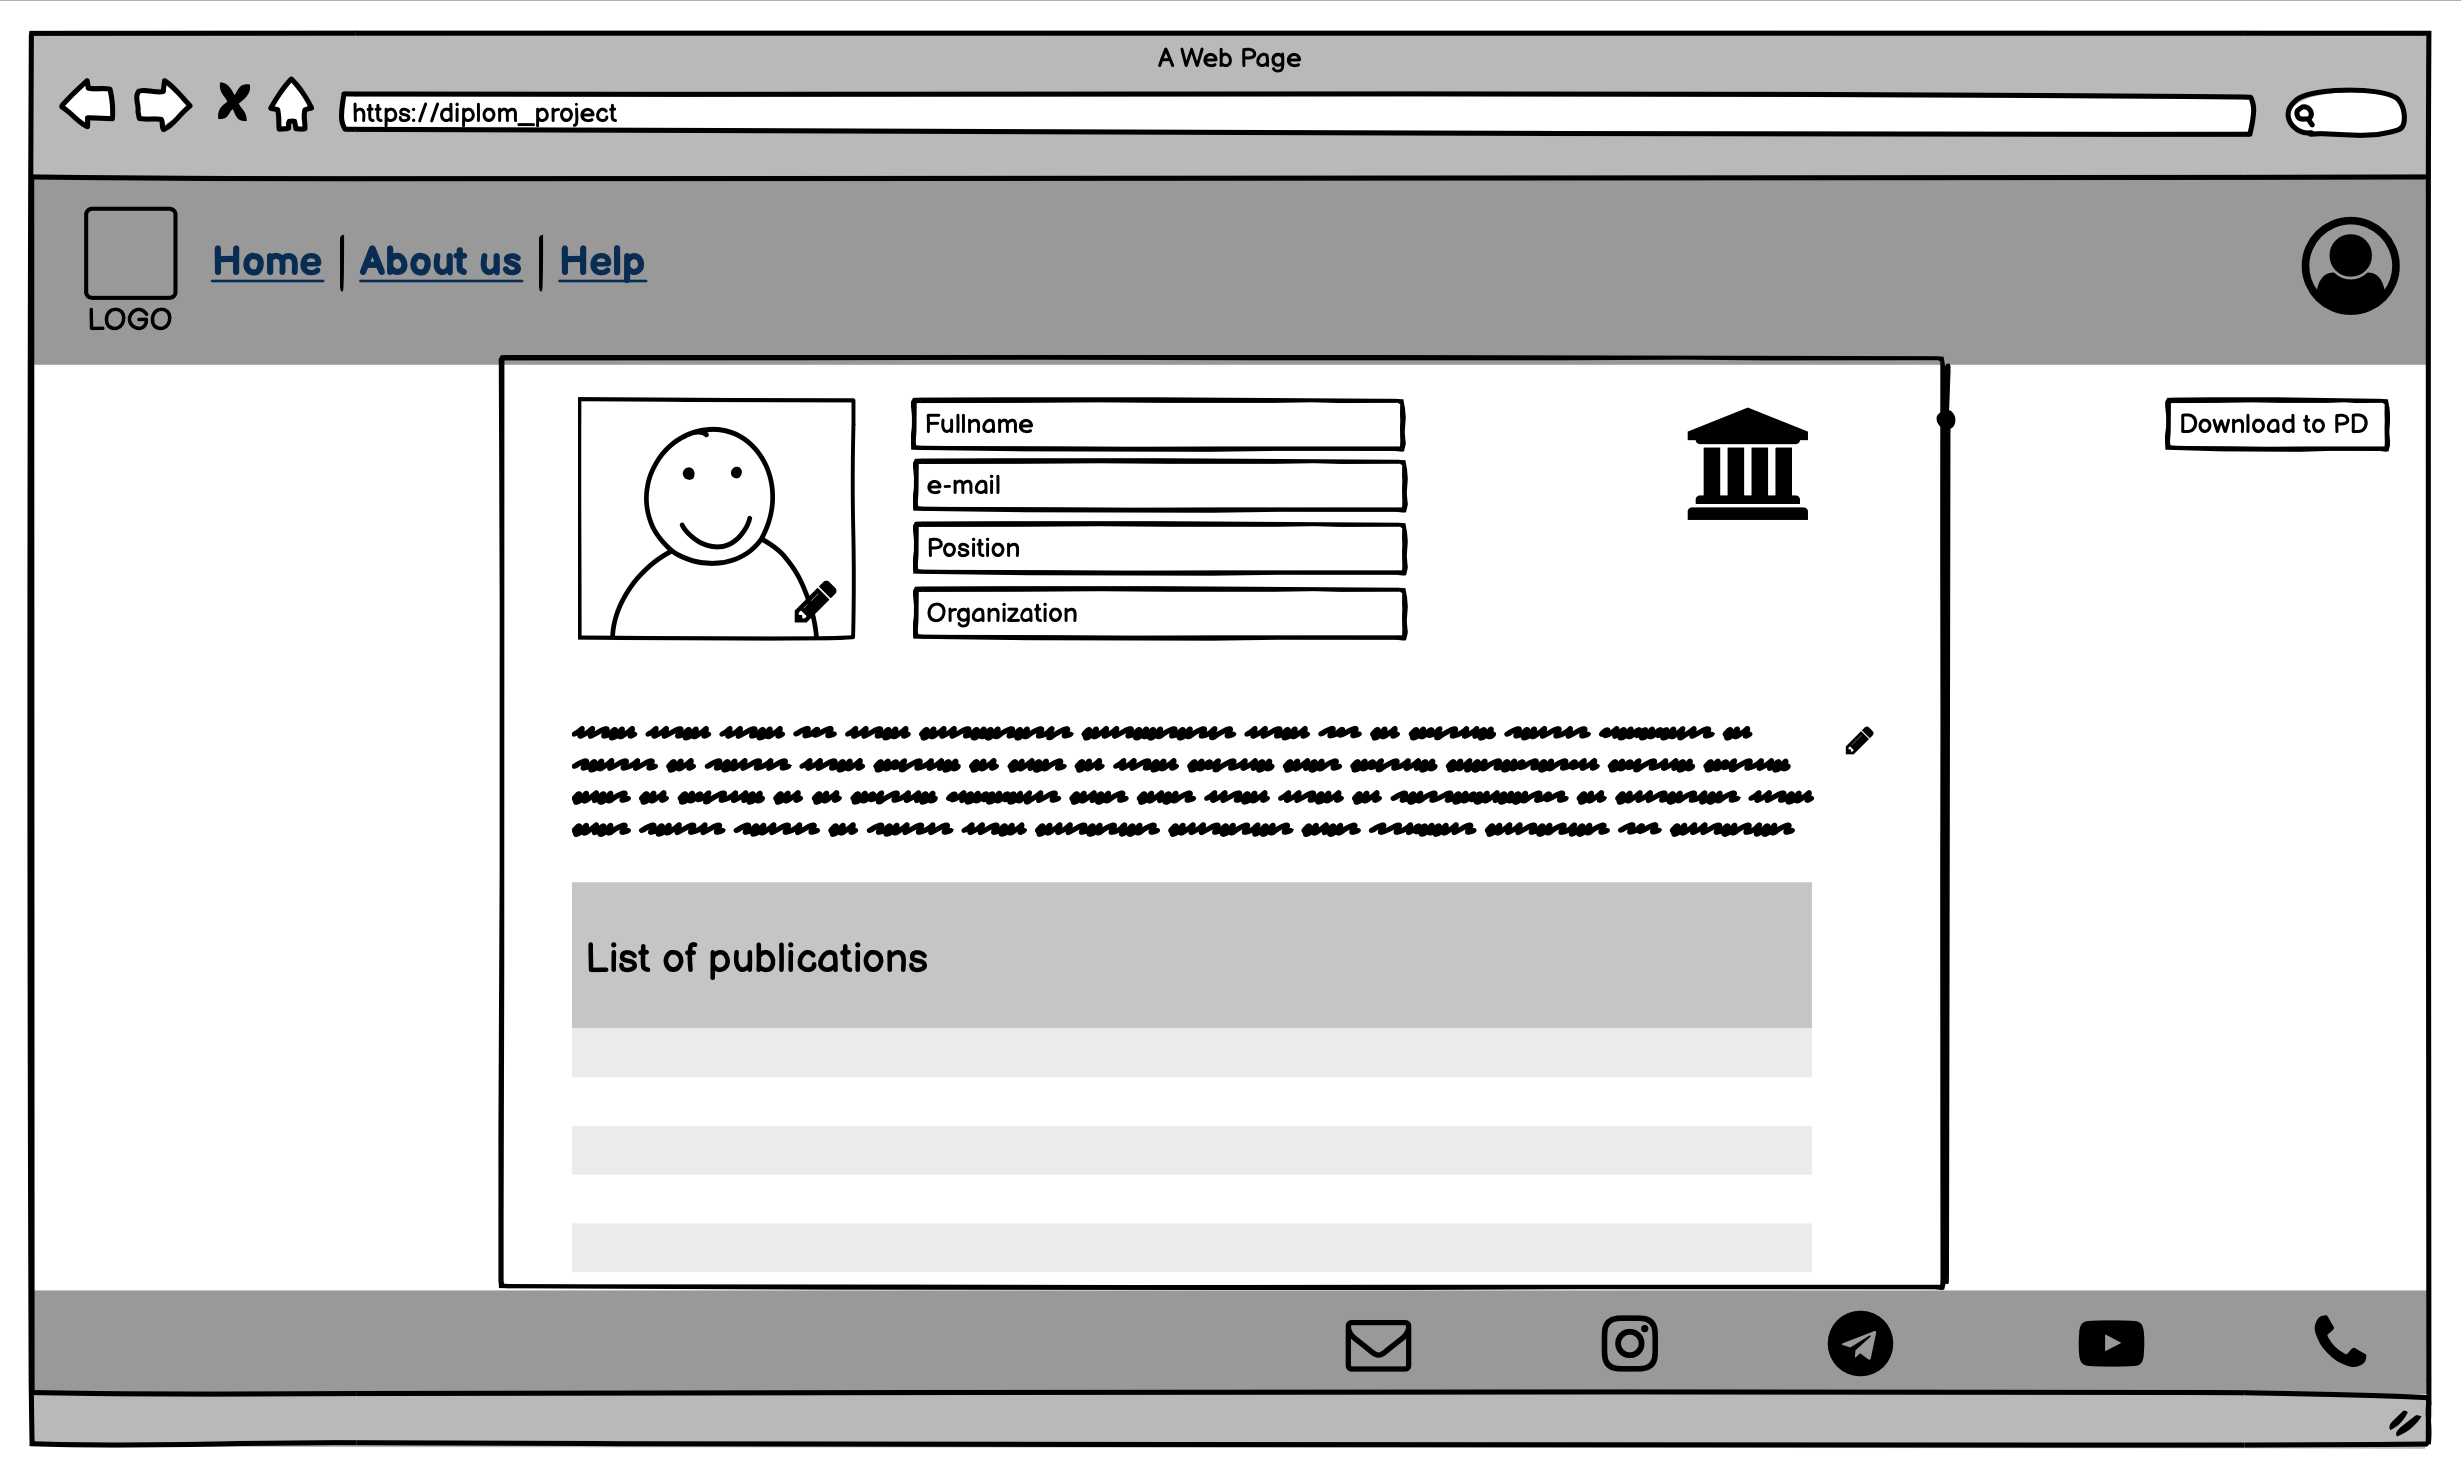 A Web Page
https://diplom_project
Home
About us
Help
LOGO
Fullname
Download to PD
e-mail
Position
Organization
List of publications